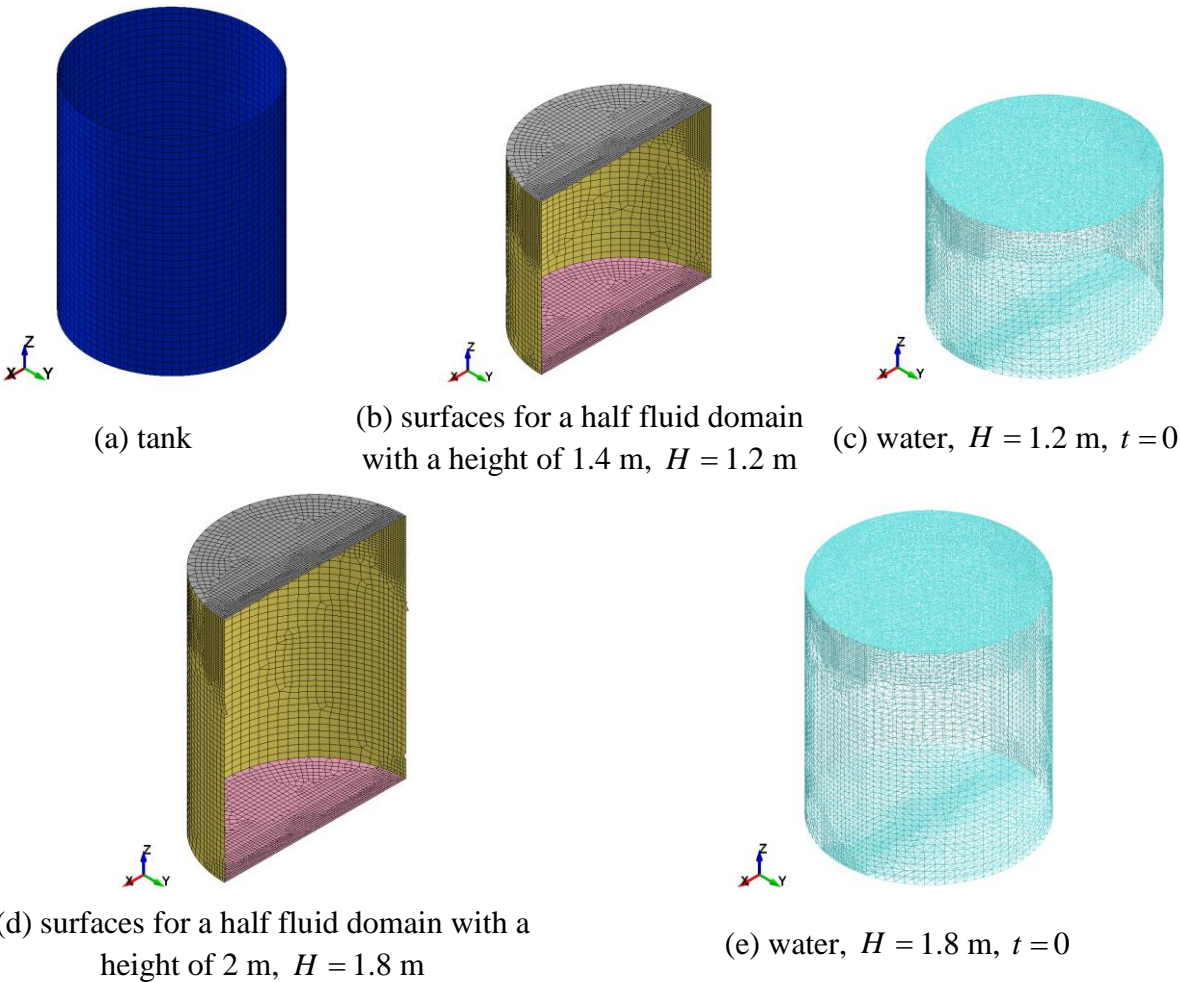 Z
X
Y
Z
X
Y
Z
X
Y
(a) tank
(b) surfaces for a half fluid domain
with a height of 1.4 m, H = 1.2 m
(c) water, H = 1.2 m, t = 0
Z
X
Y
Z
X
Y
(d) surfaces for a half fluid domain with a
height of 2 m, H = 1.8 m
(e) water, H = 1.8 m, t = 0